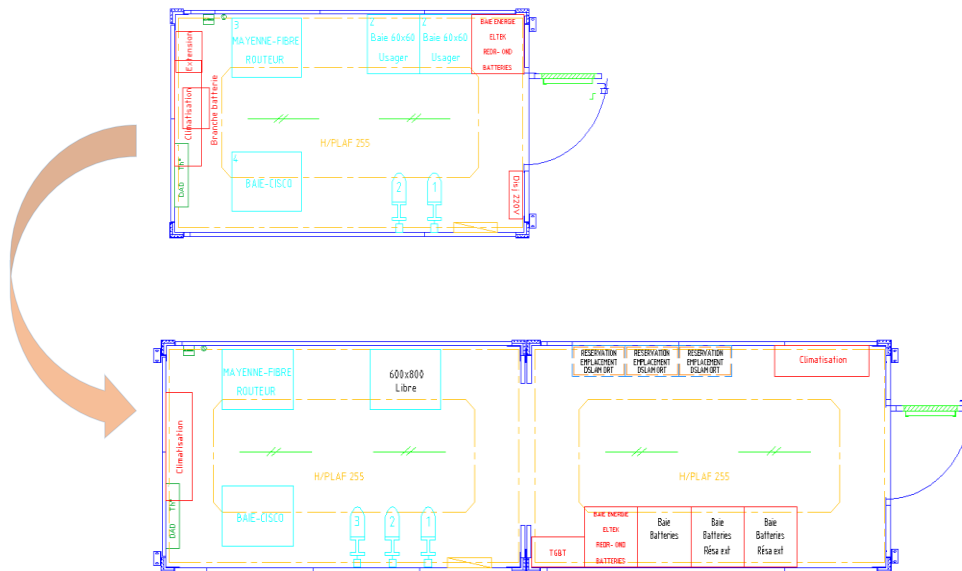 3
MAYENNE-FIBRE
ROUTEUR
2
Baie 60x60
Usager
2
Baie 60x60
Usager
BAIE ENERGIE
ELTEK
REDR- OND
BATTERIES
Extension
Climatisation
Branche batterie
H/PLAF 255
DAD Th°
4
BAIE-CISCO
2
1
Disj 220V
MAYENNE-FIBRE
ROUTEUR
600x800
Libre
RESERVATION
EMPLACEMENT
DSLAM ORT
RESERVATION
EMPLACEMENT
DSLAM ORT
RESERVATION
EMPLACEMENT
DSLAM ORT
Climatisation
Climatisation
H/PLAF 255
H/PLAF 255
DAD Th°
BAIE-CISCO
3
2
1
TGBT
BAIE ENERGIE
ELTEK
REDR- OND
BATTERIES
Baie
Batteries
Baie
Batteries
Résa ext
Baie
Batteries
Résa ext